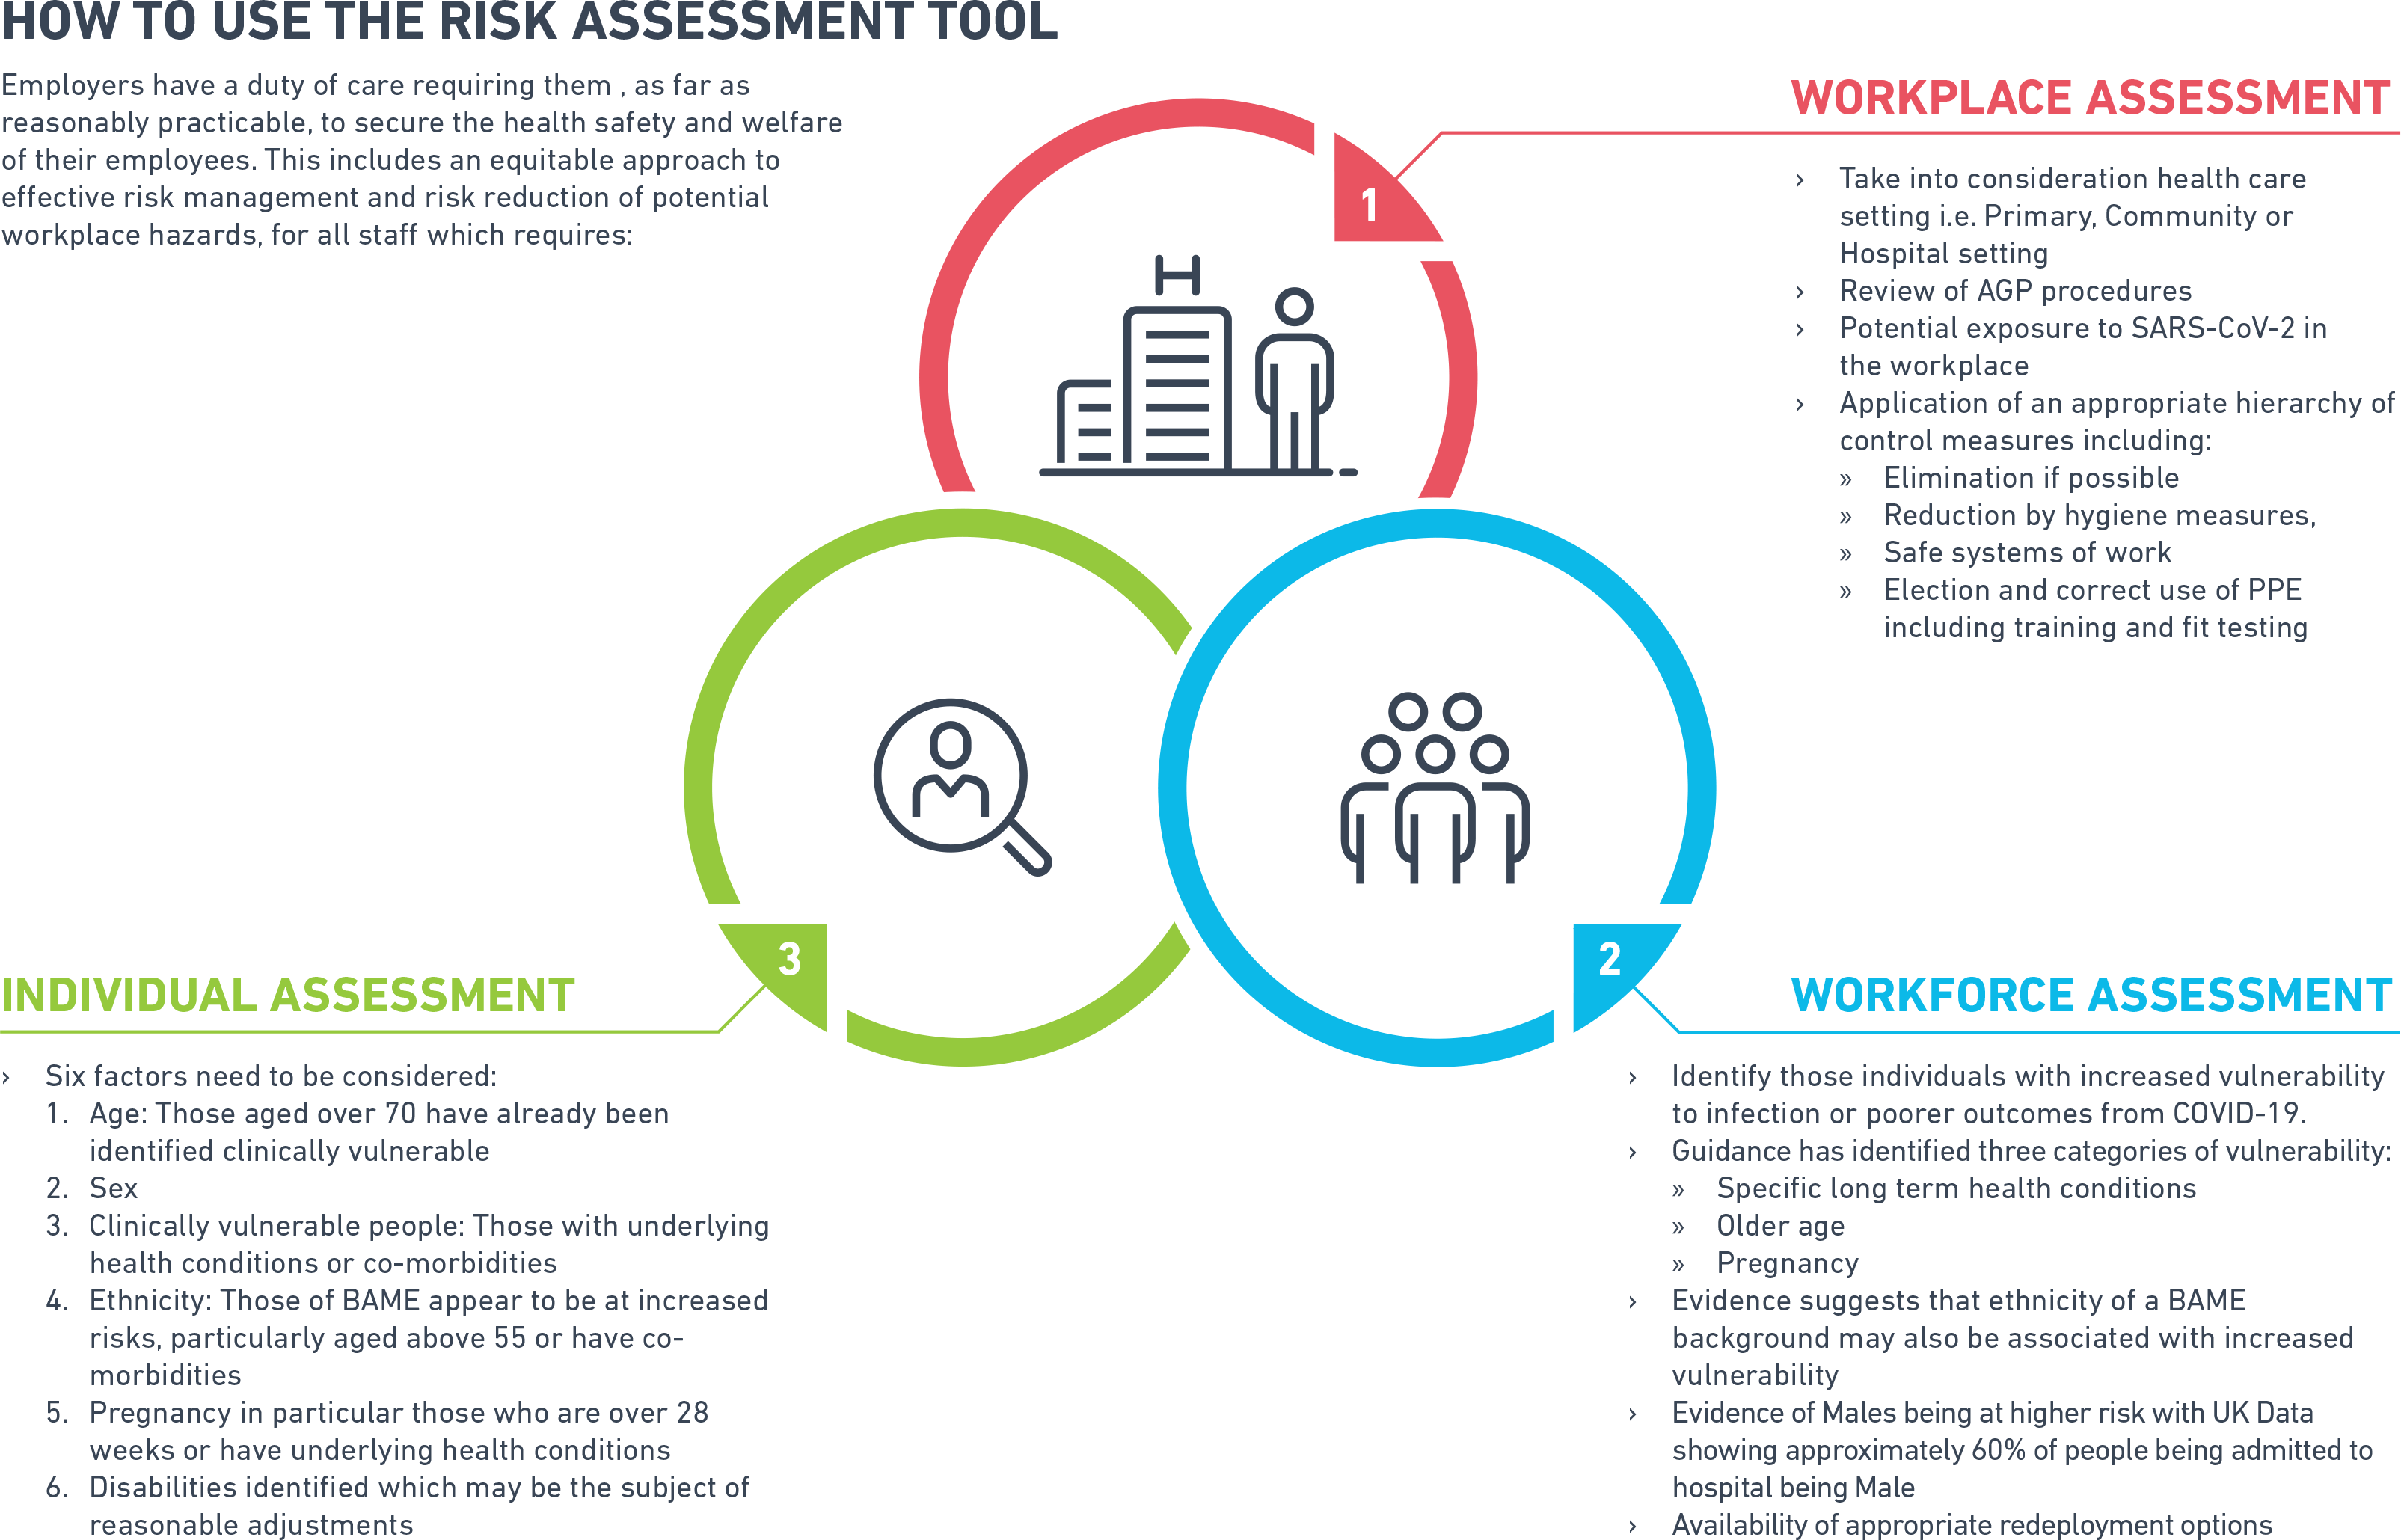 HOW TO USE THE RISK ASSESSMENT TOOL
Employers have a duty of care requiring them , as far as
reasonably practicable, to secure the health safety and welfare
of their employees. This includes an equitable approach to
effective risk management and risk reduction of potential
workplace hazards, for all staff which requires:
1
WORKPLACE ASSESSMENT
› Take into consideration health care
setting i.e. Primary, Community or
Hospital setting
› Review of AGP procedures
› Potential exposure to SARS-CoV-2 in
the workplace
› Application of an appropriate hierarchy of
control measures including:
» Elimination if possible
» Reduction by hygiene measures,
» Safe systems of work
» Election and correct use of PPE
including training and fit testing
H
2
WORKFORCE ASSESSMENT
› Identify those individuals with increased vulnerability
to infection or poorer outcomes from COVID-19.
› Guidance has identified three categories of vulnerability:
» Specific long term health conditions
» Older age
» Pregnancy
› Evidence suggests that ethnicity of a BAME
background may also be associated with increased
vulnerability
› Evidence of Males being at higher risk with UK Data
showing approximately 60% of people being admitted to
hospital being Male
› Availability of appropriate redeployment options
3
INDIVIDUAL ASSESSMENT
› Six factors need to be considered:
1. Age: Those aged over 70 have already been
identified clinically vulnerable
2. Sex
3. Clinically vulnerable people: Those with underlying
health conditions or co-morbidities
4. Ethnicity: Those of BAME appear to be at increased
risks, particularly aged above 55 or have co-
morbidities
5. Pregnancy in particular those who are over 28
weeks or have underlying health conditions
6. Disabilities identified which may be the subject of
reasonable adjustments